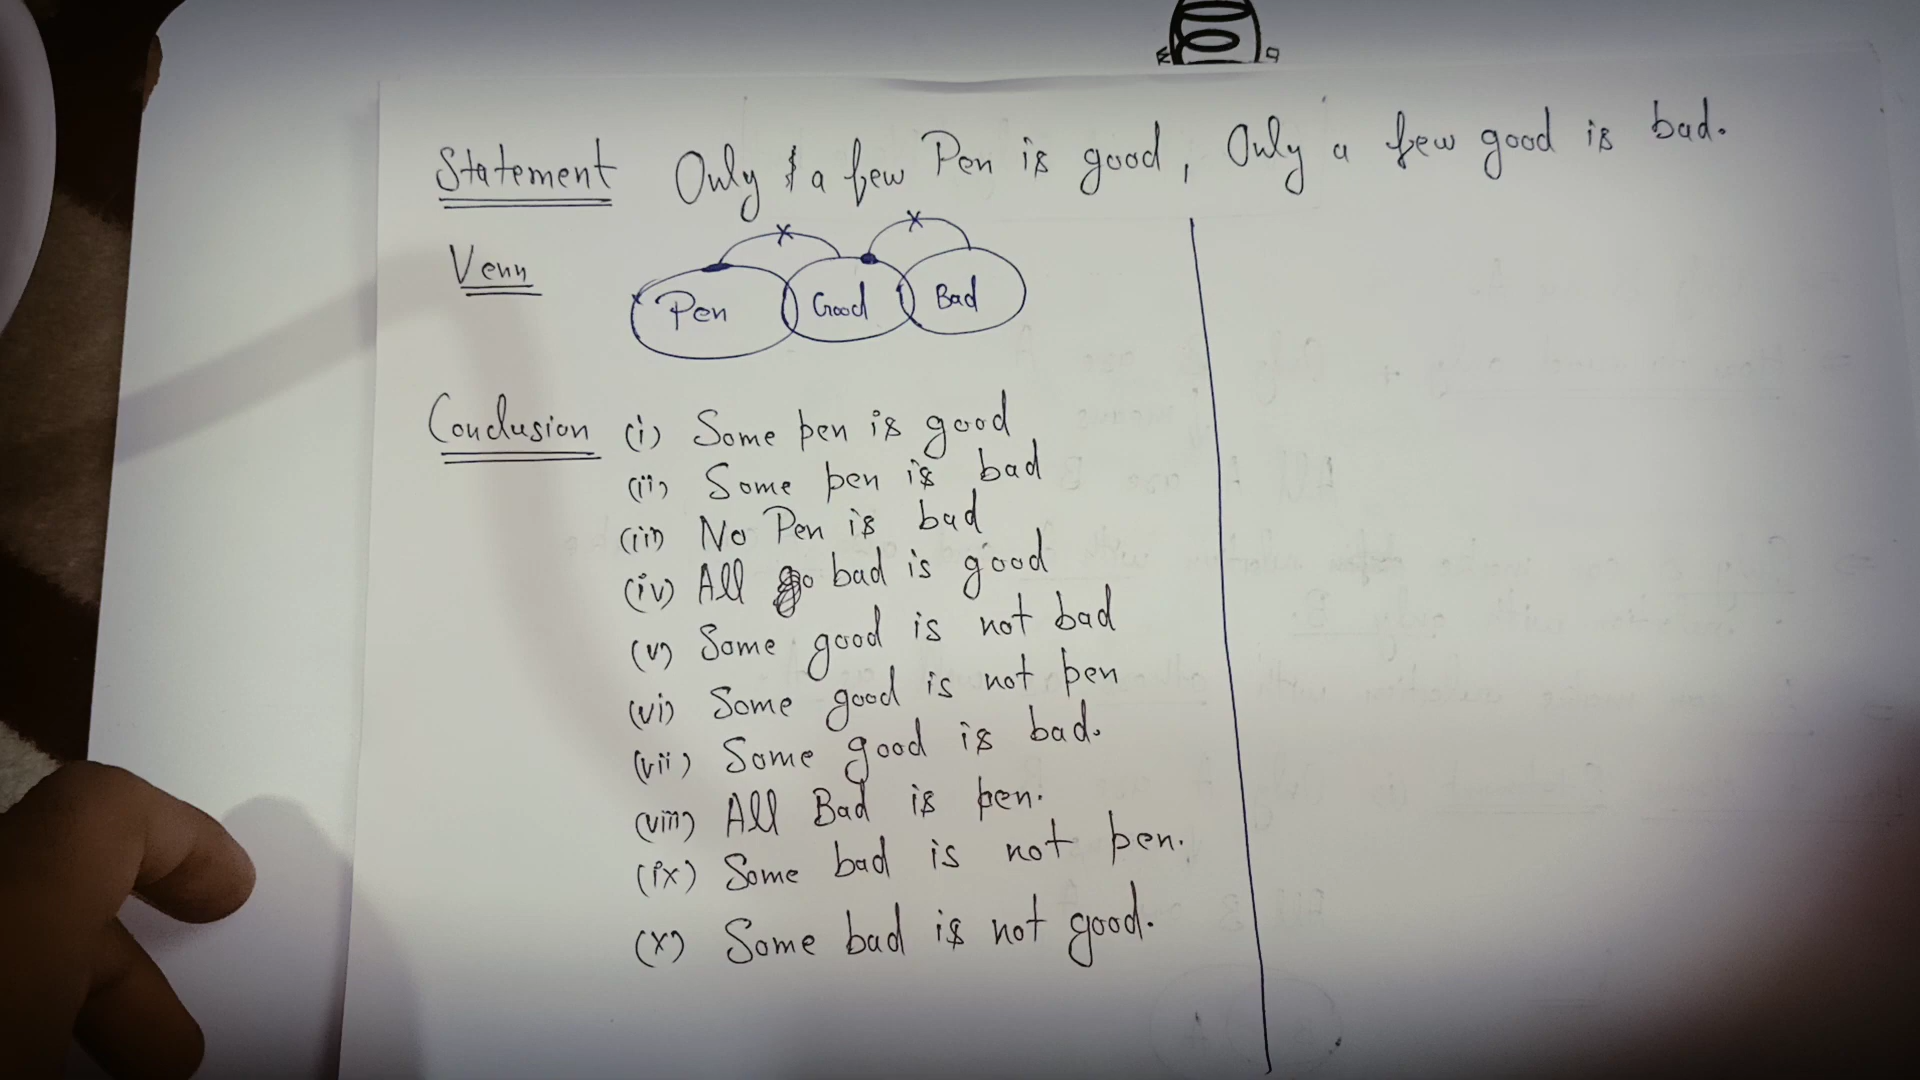 Statement Only a few Pen is good, Only a few good is bad.
Venn
Pen Good Bad
Conclusion (i) Some pen is good
(ii) Some pen is bad
(iii) No Pen is bad
(iv) All bad is good
(v) Some good is not bad
(vi) Some good is not pen
(vii) Some good is bad.
(viii) All Bad is pen.
(ix) Some bad is not pen.
(x) Some bad is not good.